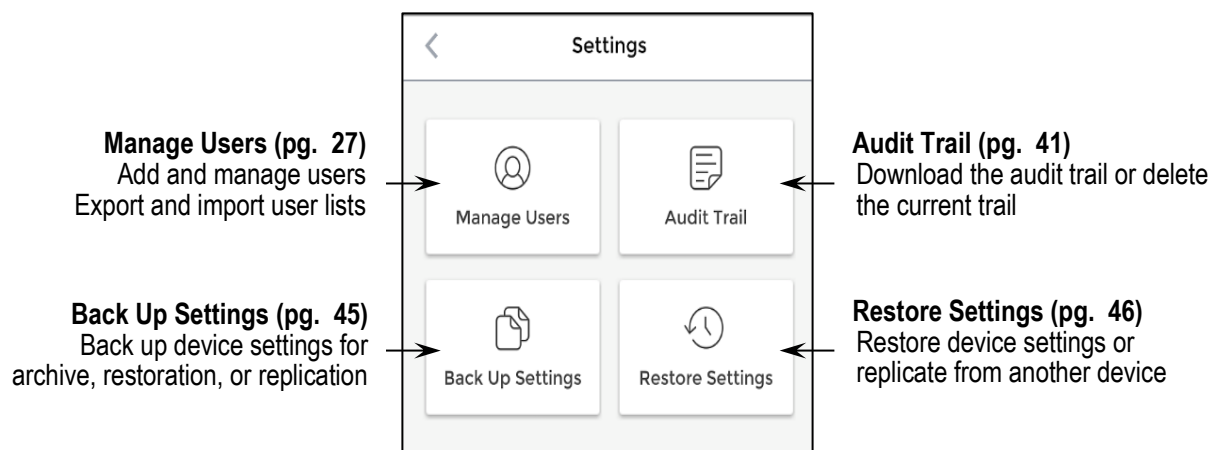 Settings
Manage Users (pg. 27)
Add and manage users
Export and import user lists
Manage Users
Audit Trail
Audit Trail (pg. 41)
Download the audit trail or delete
the current trail
Back Up Settings (pg. 45)
Back up device settings for
archive, restoration, or replication
Back Up Settings
Restore Settings
Restore Settings (pg. 46)
Restore device settings or
replicate from another device